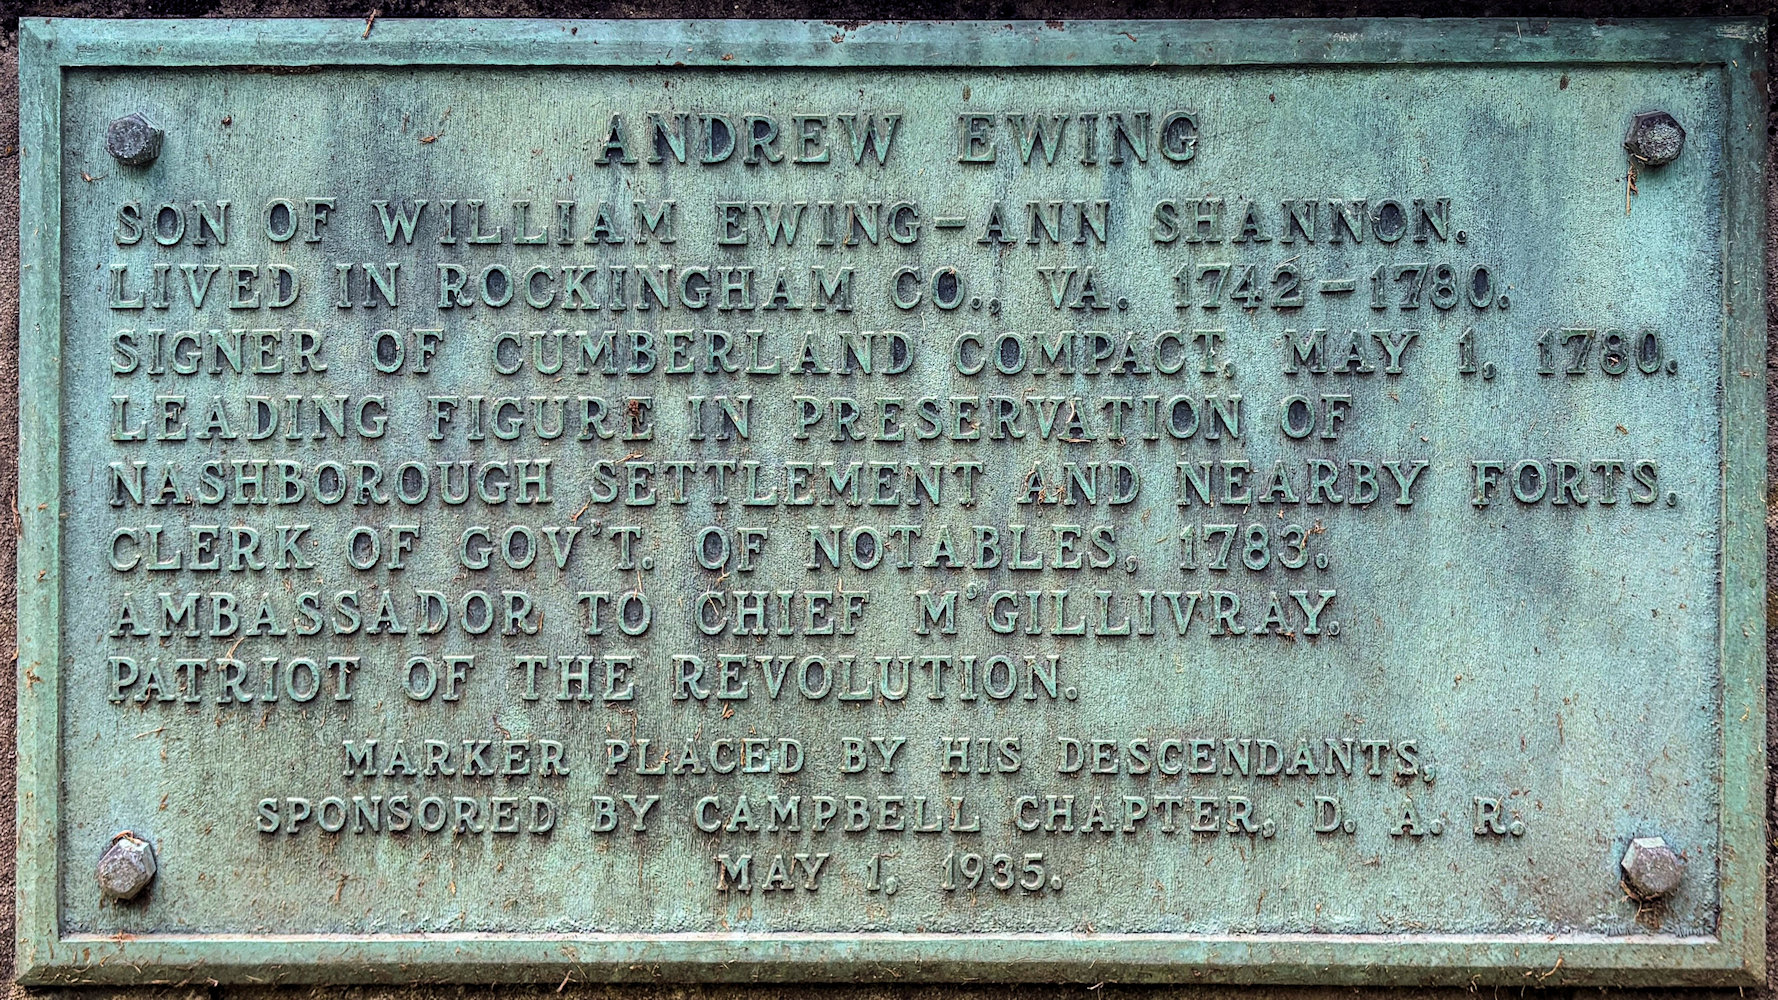 ANDREW EWING
SON OF WILLIAM EWING-ANN SHANNON.
LIVED IN ROCKINGHAM CO., VA. 1742-1780.
SIGNER OF CUMBERLAND COMPACT, MAY 1, 1780.
LEADING FIGURE IN PRESERVATION OF
NASHBOROUGH SETTLEMENT AND NEARBY FORTS.
CLERK OF GOV'T. OF NOTABLES, 1783.
AMBASSADOR TO CHIEF M'GILLIVRAY.
PATRIOT OF THE REVOLUTION.
MARKER PLACED BY HIS DESCENDANTS,
SPONSORED BY CAMPBELL CHAPTER, D. A. R.
MAY 1, 1935.